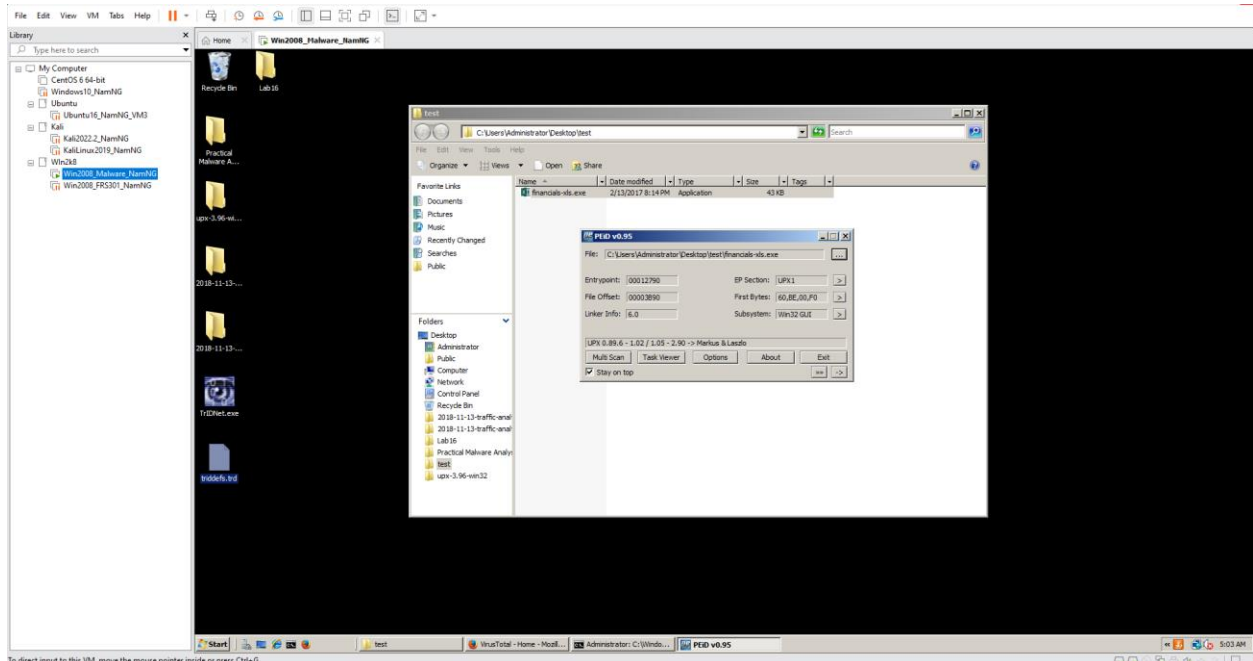 File Edit View VM Tabs Help
Library
Type here to search
My Computer
CentOS 6 64-bit
Windows10_NamNG
Ubuntu
Ubuntu16_NamNG_VM3
Kali
Kali2022.2_NamNG
KaliLinux2019_NamNG
WIn2k8
Win2008_Malware_NamNG
Win2008_FRS301_NamNG
Home
Win2008_Malware_NamNG
Recycle Bin
Lab16
Practical
Malware A...
upx-3.96-wi...
2018-11-13-...
2018-11-13-...
TrIDNet.exe
triddefs.trd
test
C:\Users\Administrator\Desktop\test
Search
File Edit View Tools Help
Organize Views Open Share
Favorite Links
Documents
Pictures
Music
Recently Changed
Searches
Public
Folders
Desktop
Administrator
Public
Computer
Network
Control Panel
Recycle Bin
2018-11-13-traffic-anal
2018-11-13-traffic-anal
Lab16
Practical Malware Analy
test
upx-3.96-win32
Name Date modified Type Size Tags
financials-xls.exe 2/13/2017 8:14 PM Application 43 KB
PEiD v0.95
File: C:\Users\Administrator\Desktop\test\financials-xls.exe ...
Entrypoint: 00012790 EP Section: UPX1 >
File Offset: 00003B90 First Bytes: 60,BE,00,F0 >
Linker Info: 6.0 Subsystem: Win32 GUI >
UPX 0.89.6 - 1.02 / 1.05 - 2.90 -> Markus & Laszlo
Multi Scan Task Viewer Options About Exit
Stay on top
Start test VirusTotal - Home - Mozil... Administrator: C:\Windo... PEiD v0.95 5:03 AM
To direct input to this VM, move the mouse pointer inside or press Ctrl+G.